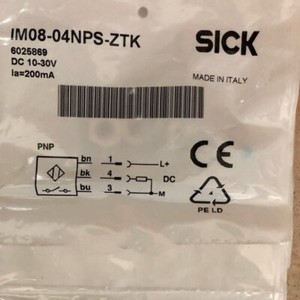 IM08-04NPS-ZTK
SICK
6025869
DC 10-30V
Ia=200mA
MADE IN ITALY
PNP
bn 1 L+
bk 4 DC
bu 3 M
CE
PE LD